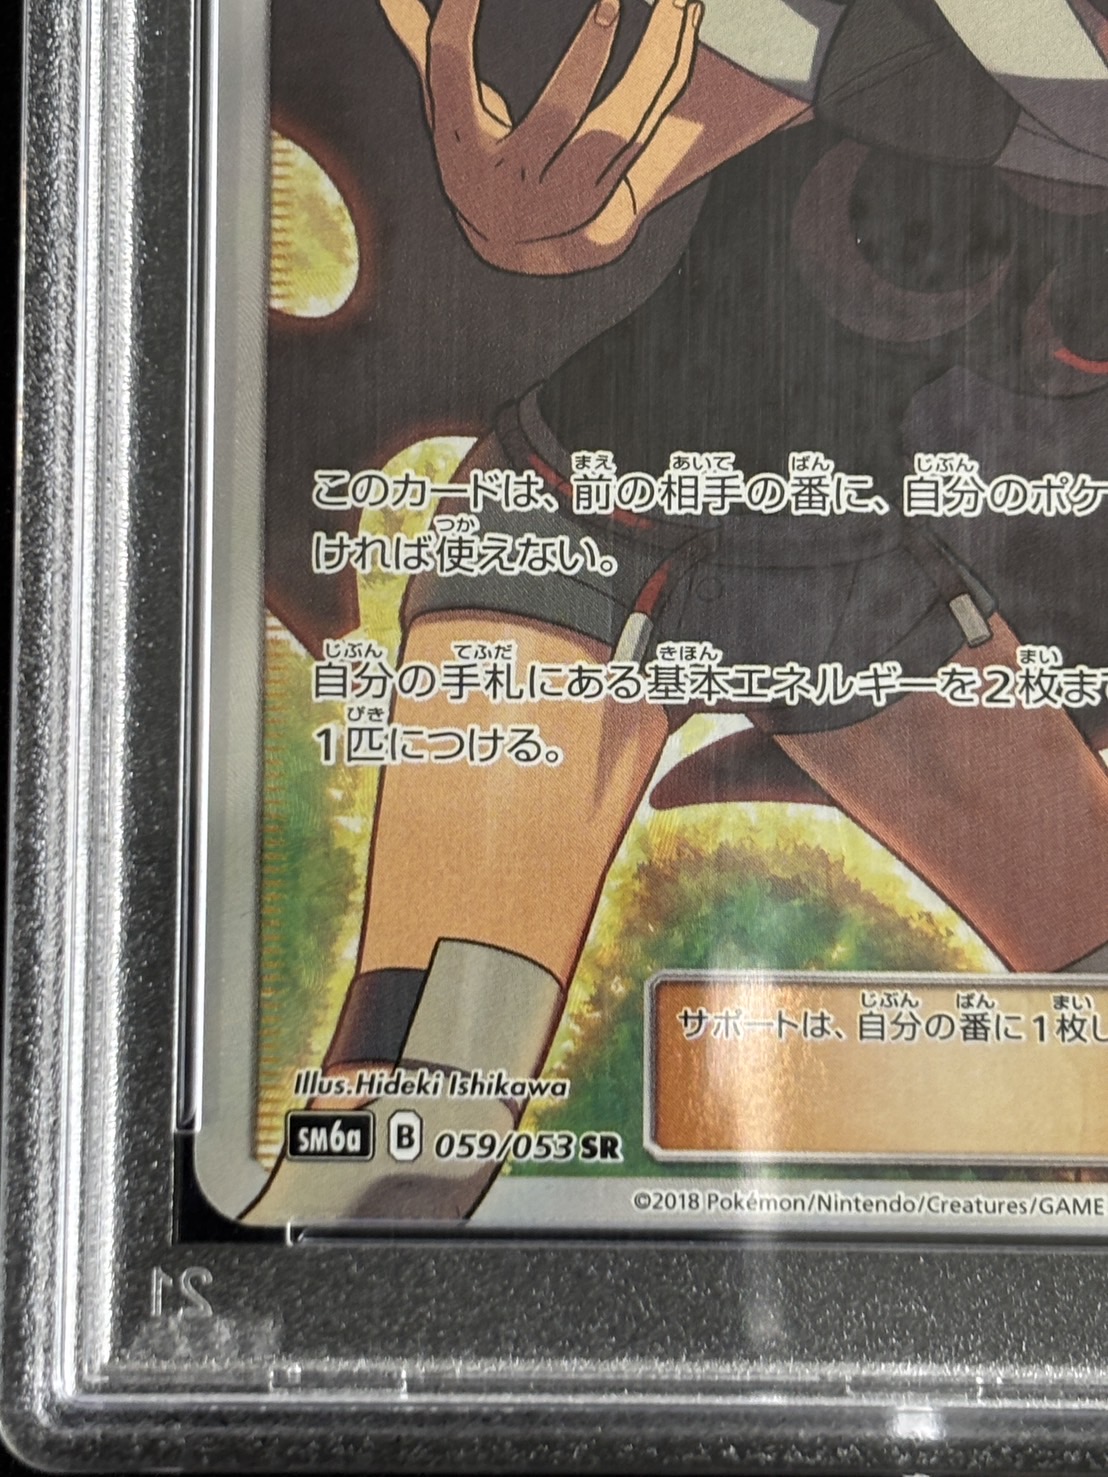 このカードは、前の相手の番に、自分のポケ
ければ使えない。
自分の手札にある基本エネルギーを2枚まで
1匹につける。
サポートは、自分の番に1枚し
Illus.Hideki Ishikawa
SM6a B 059/053 SR
©2018 Pokémon/Nintendo/Creatures/GAME
21